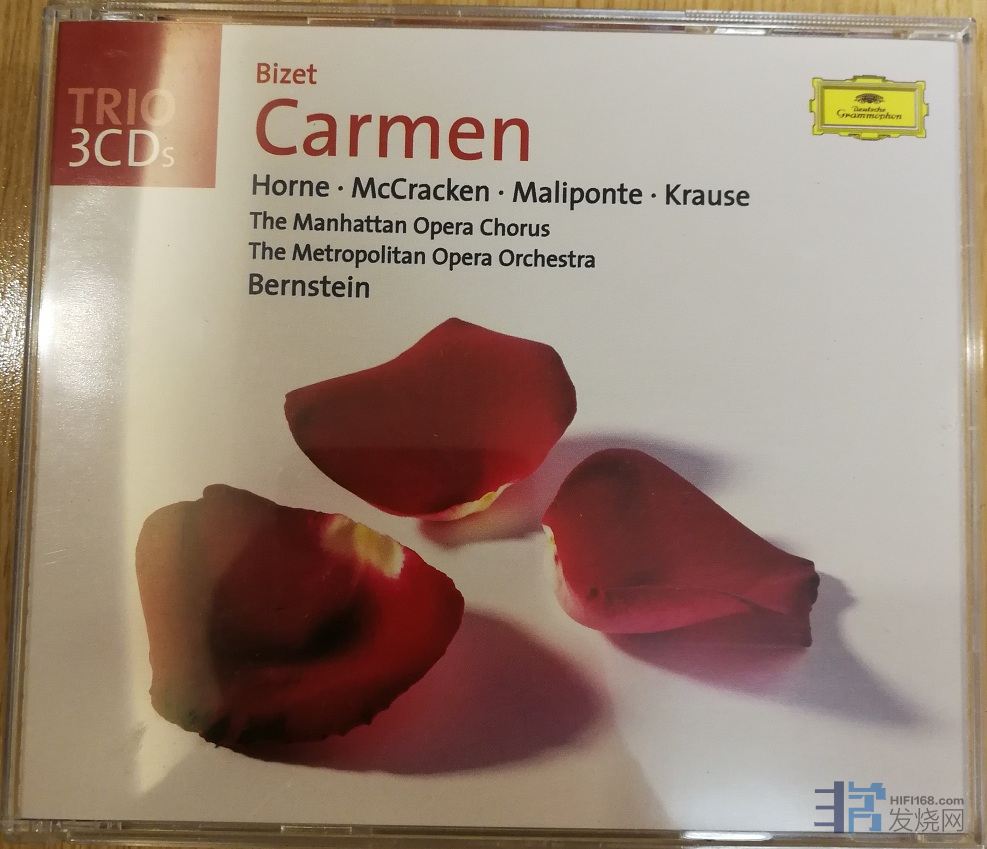 TRIO
3CDs
Bizet
Carmen
Deutsche
Grammophon
Horne · McCracken · Maliponte · Krause
The Manhattan Opera Chorus
The Metropolitan Opera Orchestra
Bernstein
HIFI168.com
发烧网